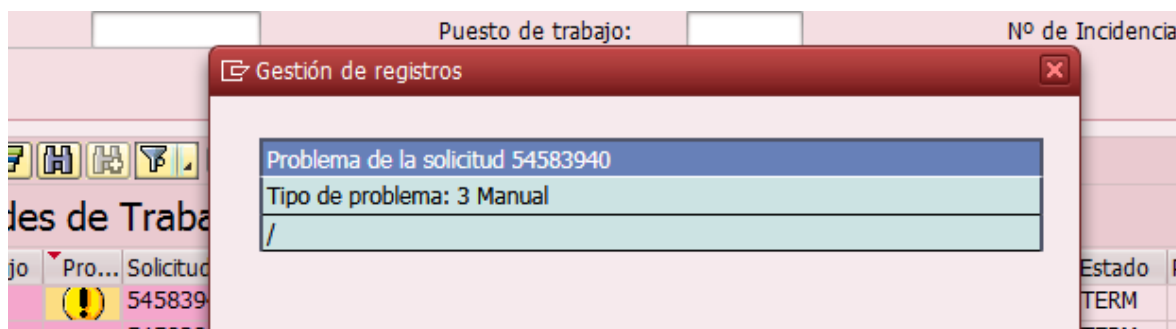 Puesto de trabajo: Nº de Incidencia
Gestión de registros
Problema de la solicitud 54583940
Tipo de problema: 3 Manual
/
des de Traba
jo Pro... Solicitud Estado
545839 TERM